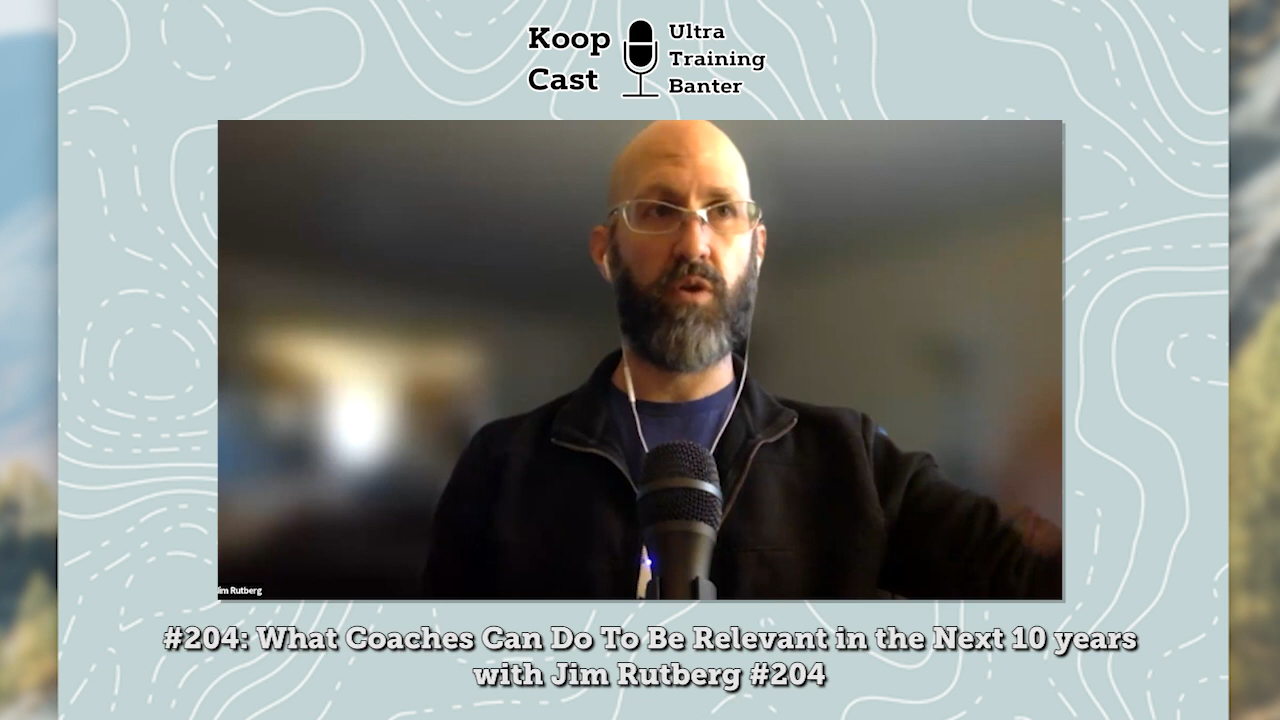 Koop
Cast
Ultra
Training
Banter
im Rutberg
#204: What Coaches Can Do To Be Relevant in the Next 10 years
with Jim Rutberg #204